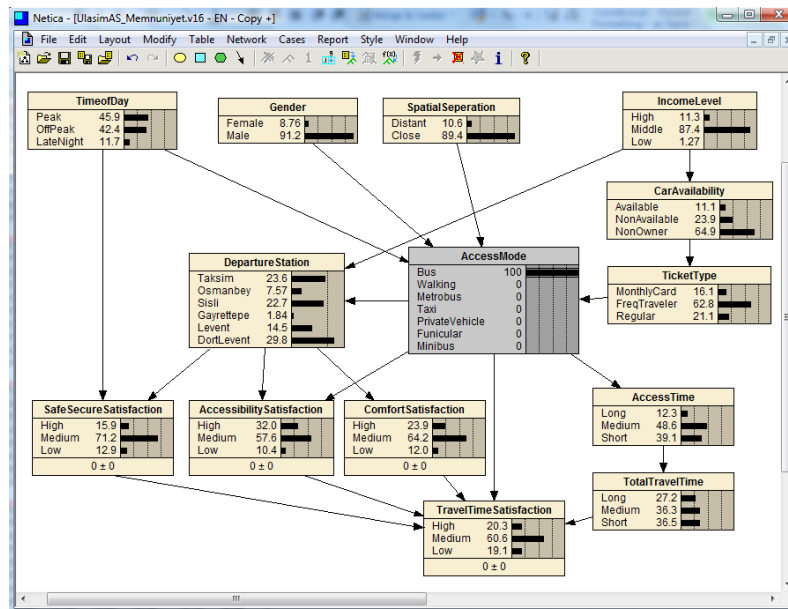 Netica - [UlasimAS_Memnuniyet.v16 - EN - Copy +]
File Edit Layout Modify Table Network Cases Report Style Window Help
TimeofDay
Peak 45.9
OffPeak 42.4
LateNight 11.7
Gender
Female 8.76
Male 91.2
SpatialSeperation
Distant 10.6
Close 89.4
IncomeLevel
High 11.3
Middle 87.4
Low 1.27
CarAvailability
Available 11.1
NonAvailable 23.9
NonOwner 64.9
DepartureStation
Taksim 23.6
Osmanbey 7.57
Sisli 22.7
Gayrettepe 1.84
Levent 14.5
DortLevent 29.8
AccessMode
Bus 100
Walking 0
Metrobus 0
Taxi 0
PrivateVehicle 0
Funicular 0
Minibus 0
TicketType
MonthlyCard 16.1
FreqTraveler 62.8
Regular 21.1
SafeSecureSatisfaction
High 15.9
Medium 71.2
Low 12.9
0 ± 0
AccessibilitySatisfaction
High 32.0
Medium 57.6
Low 10.4
0 ± 0
ComfortSatisfaction
High 23.9
Medium 64.2
Low 12.0
0 ± 0
AccessTime
Long 12.3
Medium 48.6
Short 39.1
TotalTravelTime
Long 27.2
Medium 36.3
Short 36.5
TravelTimeSatisfaction
High 20.3
Medium 60.6
Low 19.1
0 ± 0